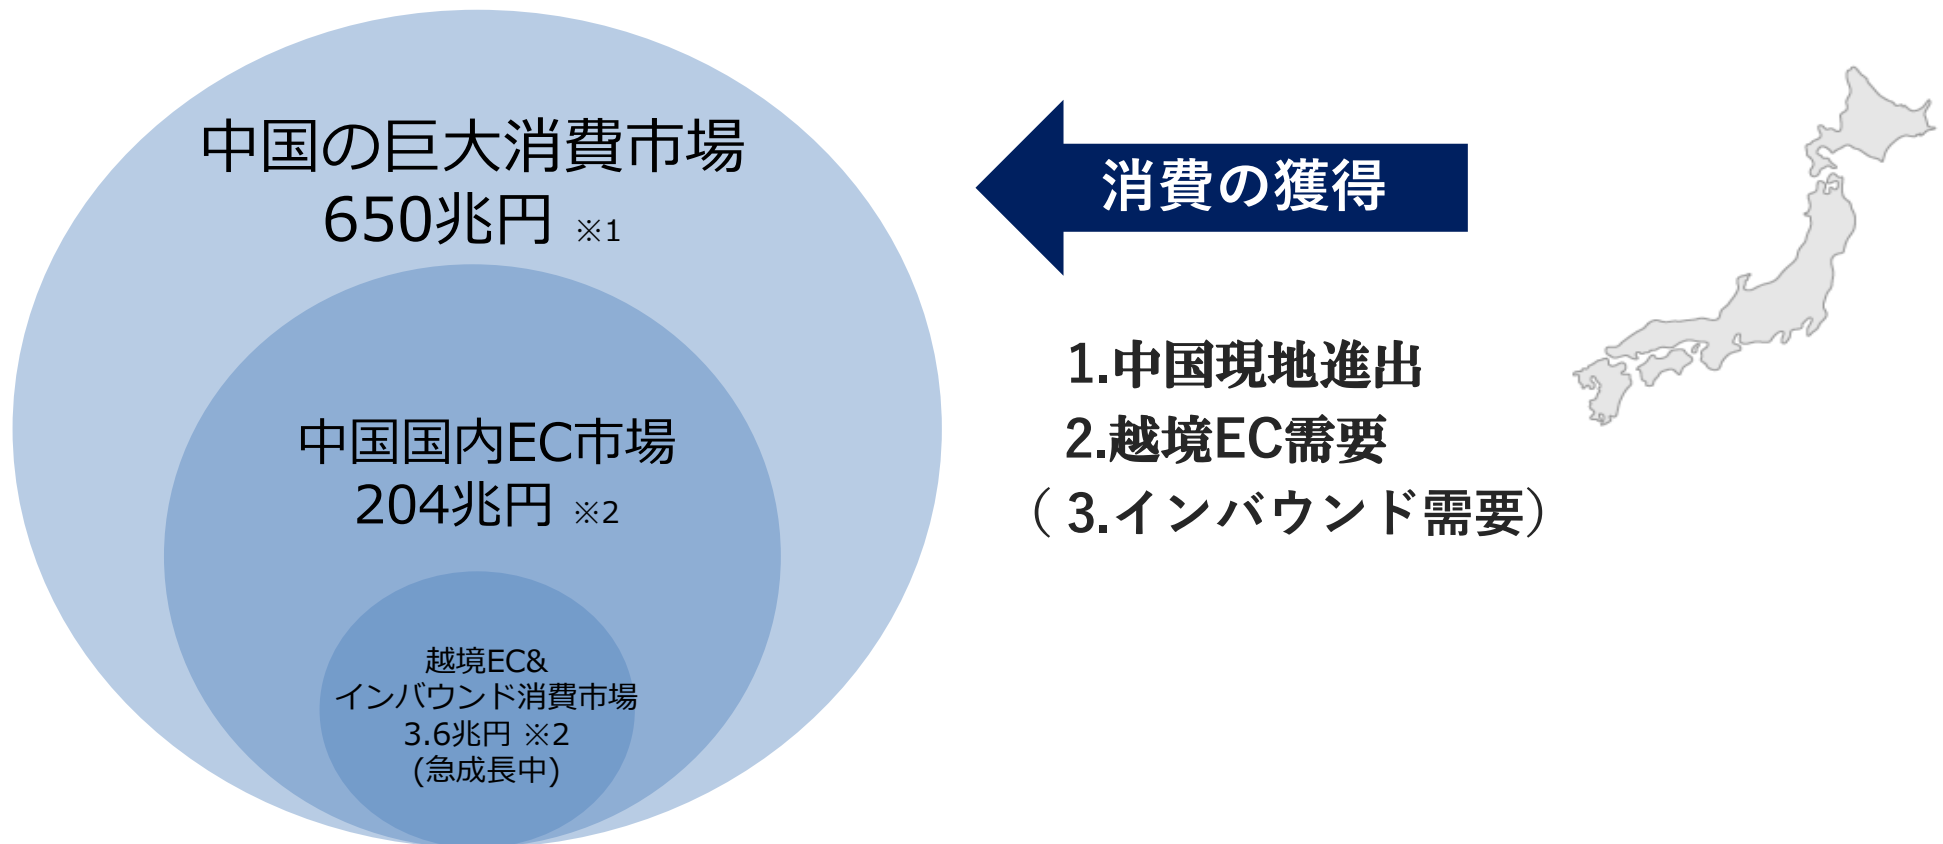 中国の巨大消費市場
650兆円 ※1
中国国内EC市場
204兆円 ※2
越境EC&
インバウンド消費市場
3.6兆円 ※2
(急成長中)
消費の獲得
1.中国現地進出
2.越境EC需要
( 3.インバウンド需要)